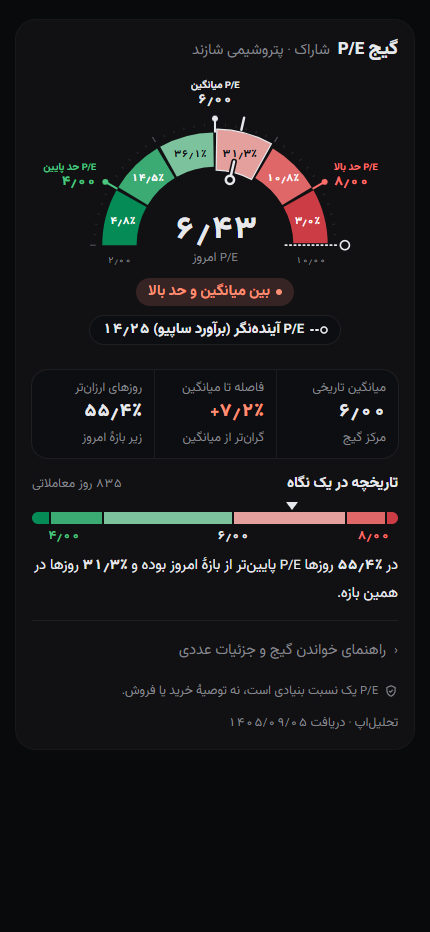 گیج P/E شاراک · پتروشیمی شازند
P/E میانگین
۶٫۰۰
P/E حد بالا
۸٫۰۰
P/E حد پایین
۴٫۰۰
۴٫۸٪
۱۴٫۵٪
۳۶٫۱٪
۳۱٫۳٪
۱۰٫۸٪
۳٫۰٪
۶٫۴۳
P/E امروز
۲٫۰۰
۱۰٫۰۰
بین میانگین و حد بالا
P/E آینده‌نگر (برآورد ساپیو) ۱۴٫۲۵
میانگین تاریخی
۶٫۰۰
مرکز گیج
فاصله تا میانگین
+۷٫۲٪
گران‌تر از میانگین
روزهای ارزان‌تر
۵۵٫۴٪
زیر بازهٔ امروز
تاریخچه در یک نگاه
۸۳۵ روز معاملاتی
۸٫۰۰
۶٫۰۰
۴٫۰۰
در ۵۵٫۴٪ روزها P/E پایین‌تر از بازهٔ امروز بوده و ۳۱٫۳٪ روزها در
همین بازه.
راهنمای خواندن گیج و جزئیات عددی
P/E یک نسبت بنیادی است، نه توصیهٔ خرید یا فروش.
تحلیل‌اپ · دریافت ۱۴۰۵/۰۹/۰۵